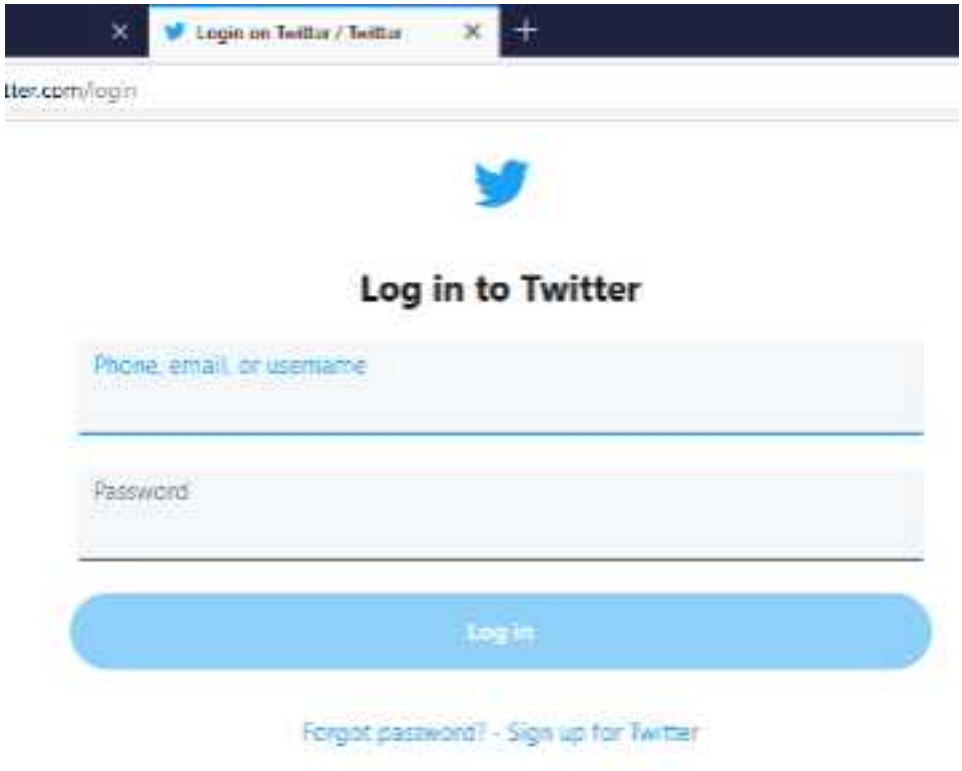 Login on Twitter / Twitter
tter.com/login
Log in to Twitter
Phone, email, or username
Password
Log in
Forgot password? - Sign up for Twitter